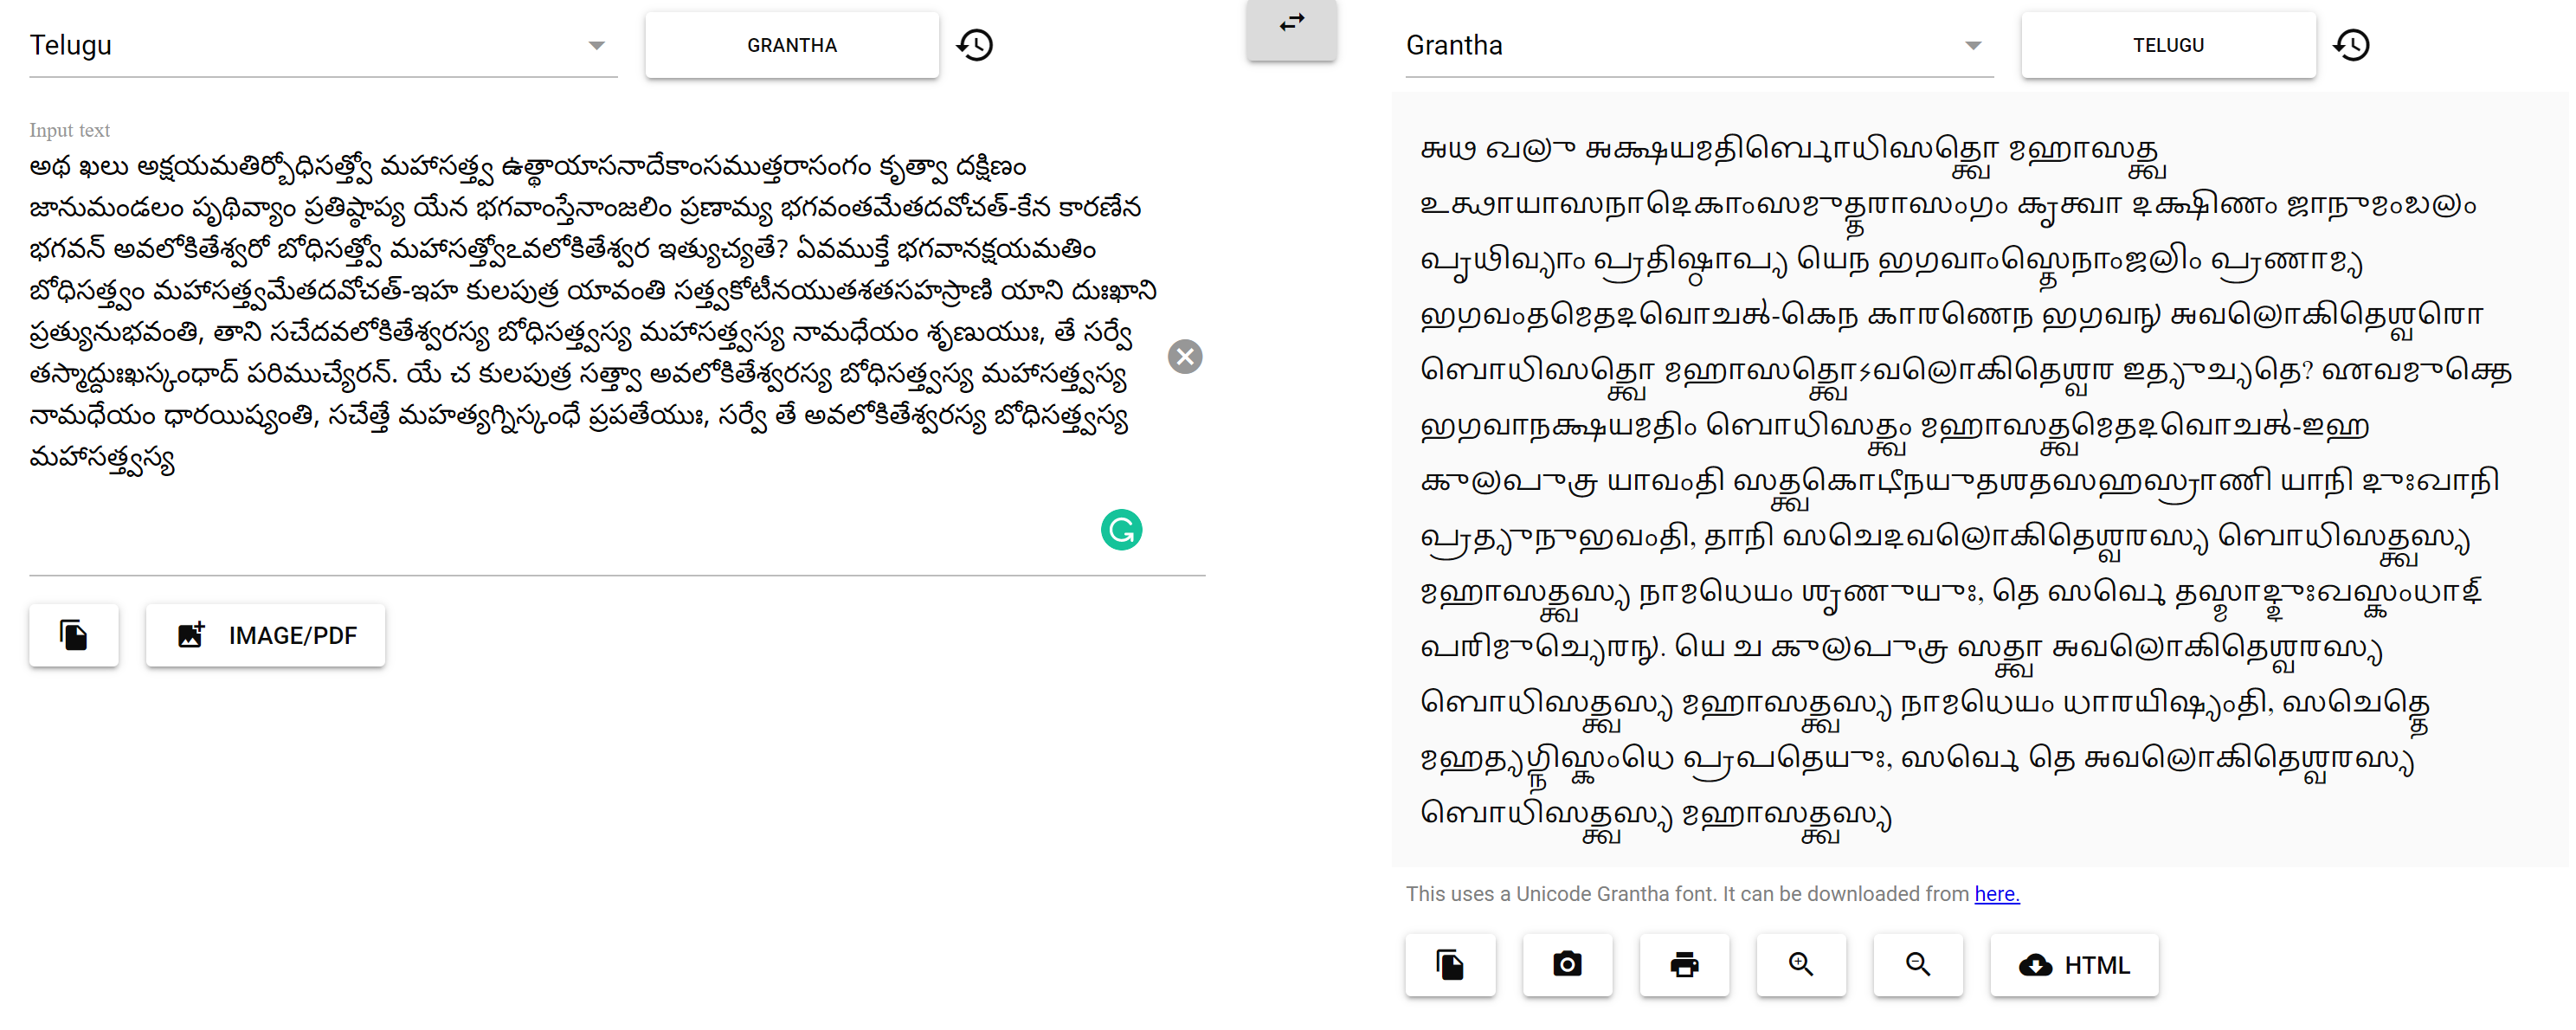 Telugu
GRANTHA
Input text
అథ ఖలు అక్షయమతిర్బోధిసత్త్వో మహాసత్త్వ ఉత్థాయాసనాదేకాంసముత్తరాసంగం కృత్వా దక్షిణం
జానుమండలం పృథివ్యాం ప్రతిష్ఠాప్య యేన భగవాంస్తేనాంజలిం ప్రణామ్య భగవంతమేతదవోచత్-కేన కారణేన
భగవన్ అవలోకితేశ్వరో బోధిసత్త్వో మహాసత్త్వోఽవలోకితేశ్వర ఇత్యుచ్యతే? ఏవముక్తే భగవానక్షయమతిం
బోధిసత్త్వం మహాసత్త్వమేతదవోచత్-ఇహ కులపుత్ర యావంతి సత్త్వకోటీనయుతశతసహస్రాణి యాని దుఃఖాని
ప్రత్యునుభవంతి, తాని సచేదవలోకితేశ్వరస్య బోధిసత్త్వస్య మహాసత్త్వస్య నామధేయం శృణుయుః, తే సర్వే
తస్మాద్దుఃఖస్కంధాద్ పరిముచ్యేరన్. యే చ కులపుత్ర సత్త్వా అవలోకితేశ్వరస్య బోధిసత్త్వస్య మహాసత్త్వస్య
నామధేయం ధారయిష్యంతి, సచేత్తే మహత్యగ్నిస్కంధే ప్రపతేయుః, సర్వే తే అవలోకితేశ్వరస్య బోధిసత్త్వస్య
మహాసత్త్వస్య
IMAGE/PDF
Grantha
TELUGU
𑌅𑌥 𑌖𑌲𑍁 𑌅𑌕𑍍𑌷𑌯𑌮𑌤𑌿𑌰𑍍𑌬𑍋𑌧𑌿𑌸𑌤𑍍𑌤𑍍𑌵𑍋 𑌮𑌹𑌾𑌸𑌤𑍍𑌤𑍍𑌵
𑌉𑌤𑍍𑌥𑌾𑌯𑌾𑌸𑌨𑌾𑌦𑍇𑌕𑌾𑌂𑌸𑌮𑍁𑌤𑍍𑌤𑌰𑌾𑌸𑌂𑌗𑌂 𑌕𑍃𑌤𑍍𑌵𑌾 𑌦𑌕𑍍𑌷𑌿𑌣𑌂 𑌜𑌾𑌨𑍁𑌮𑌂𑌡𑌲𑌂
𑌪𑍃𑌥𑌿𑌵𑍍𑌯𑌾𑌂 𑌪𑍍𑌰𑌤𑌿𑌷𑍍𑌠𑌾𑌪𑍍𑌯 𑌯𑍇𑌨 𑌭𑌗𑌵𑌾𑌂𑌸𑍍𑌤𑍇𑌨𑌾𑌂𑌜𑌲𑌿𑌂 𑌪𑍍𑌰𑌣𑌾𑌮𑍍𑌯
𑌭𑌗𑌵𑌂𑌤𑌮𑍇𑌤𑌦𑌵𑍋𑌚𑌤𑍍-𑌕𑍇𑌨 𑌕𑌾𑌰𑌣𑍇𑌨 𑌭𑌗𑌵𑌨𑍍 𑌅𑌵𑌲𑍋𑌕𑌿𑌤𑍇𑌶𑍍𑌵𑌰𑍋
𑌬𑍋𑌧𑌿𑌸𑌤𑍍𑌤𑍍𑌵𑍋 𑌮𑌹𑌾𑌸𑌤𑍍𑌤𑍍𑌵𑍋𑌽𑌵𑌲𑍋𑌕𑌿𑌤𑍇𑌶𑍍𑌵𑌰 𑌇𑌤𑍍𑌯𑍁𑌚𑍍𑌯𑌤𑍇? 𑌏𑌵𑌮𑍁𑌕𑍍𑌤𑍇
𑌭𑌗𑌵𑌾𑌨𑌕𑍍𑌷𑌯𑌮𑌤𑌿𑌂 𑌬𑍋𑌧𑌿𑌸𑌤𑍍𑌤𑍍𑌵𑌂 𑌮𑌹𑌾𑌸𑌤𑍍𑌤𑍍𑌵𑌮𑍇𑌤𑌦𑌵𑍋𑌚𑌤𑍍-𑌇𑌹
𑌕𑍁𑌲𑌪𑍁𑌤𑍍𑌰 𑌯𑌾𑌵𑌂𑌤𑌿 𑌸𑌤𑍍𑌤𑍍𑌵𑌕𑍋𑌟𑍀𑌨𑌯𑍁𑌤𑌶𑌤𑌸𑌹𑌸𑍍𑌰𑌾𑌣𑌿 𑌯𑌾𑌨𑌿 𑌦𑍁𑌃𑌖𑌾𑌨𑌿
𑌪𑍍𑌰𑌤𑍍𑌯𑍁𑌨𑍁𑌭𑌵𑌂𑌤𑌿, 𑌤𑌾𑌨𑌿 𑌸𑌚𑍇𑌦𑌵𑌲𑍋𑌕𑌿𑌤𑍇𑌶𑍍𑌵𑌰𑌸𑍍𑌯 𑌬𑍋𑌧𑌿𑌸𑌤𑍍𑌤𑍍𑌵𑌸𑍍𑌯
𑌮𑌹𑌾𑌸𑌤𑍍𑌤𑍍𑌵𑌸𑍍𑌯 𑌨𑌾𑌮𑌧𑍇𑌯𑌂 𑌶𑍃𑌣𑍁𑌯𑍁𑌃, 𑌤𑍇 𑌸𑌰𑍍𑌵𑍇 𑌤𑌸𑍍𑌮𑌾𑌦𑍍𑌦𑍁𑌃𑌖𑌸𑍍𑌕𑌂𑌧𑌾𑌦𑍍
𑌪𑌰𑌿𑌮𑍁𑌚𑍍𑌯𑍇𑌰𑌨𑍍. 𑌯𑍇 𑌚 𑌕𑍁𑌲𑌪𑍁𑌤𑍍𑌰 𑌸𑌤𑍍𑌤𑍍𑌵𑌾 𑌅𑌵𑌲𑍋𑌕𑌿𑌤𑍇𑌶𑍍𑌵𑌰𑌸𑍍𑌯
𑌬𑍋𑌧𑌿𑌸𑌤𑍍𑌤𑍍𑌵𑌸𑍍𑌯 𑌮𑌹𑌾𑌸𑌤𑍍𑌤𑍍𑌵𑌸𑍍𑌯 𑌨𑌾𑌮𑌧𑍇𑌯𑌂 𑌧𑌾𑌰𑌯𑌿𑌷𑍍𑌯𑌂𑌤𑌿, 𑌸𑌚𑍇𑌤𑍍𑌤𑍇
𑌮𑌹𑌤𑍍𑌯𑌗𑍍𑌨𑌿𑌸𑍍𑌕𑌂𑌧𑍇 𑌪𑍍𑌰𑌪𑌤𑍇𑌯𑍁𑌃, 𑌸𑌰𑍍𑌵𑍇 𑌤𑍇 𑌅𑌵𑌲𑍋𑌕𑌿𑌤𑍇𑌶𑍍𑌵𑌰𑌸𑍍𑌯
𑌬𑍋𑌧𑌿𑌸𑌤𑍍𑌤𑍍𑌵𑌸𑍍𑌯 𑌮𑌹𑌾𑌸𑌤𑍍𑌤𑍍𑌵𑌸𑍍𑌯
This uses a Unicode Grantha font. It can be downloaded from here.
HTML